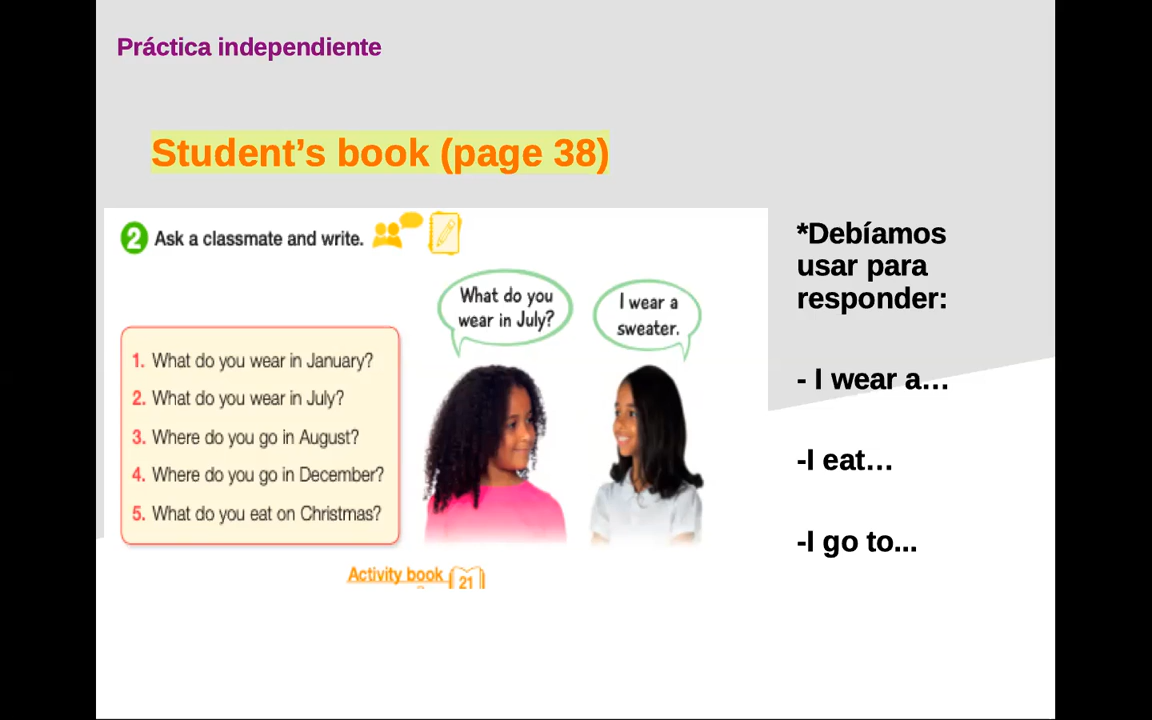 Práctica independiente
Student's book (page 38)
2 Ask a classmate and write.
What do you
wear in July?
I wear a
sweater.
1. What do you wear in January?
2. What do you wear in July?
3. Where do you go in August?
4. Where do you go in December?
5. What do you eat on Christmas?
Activity book 21
*Debíamos
usar para
responder:
- I wear a…
-I eat…
-I go to...